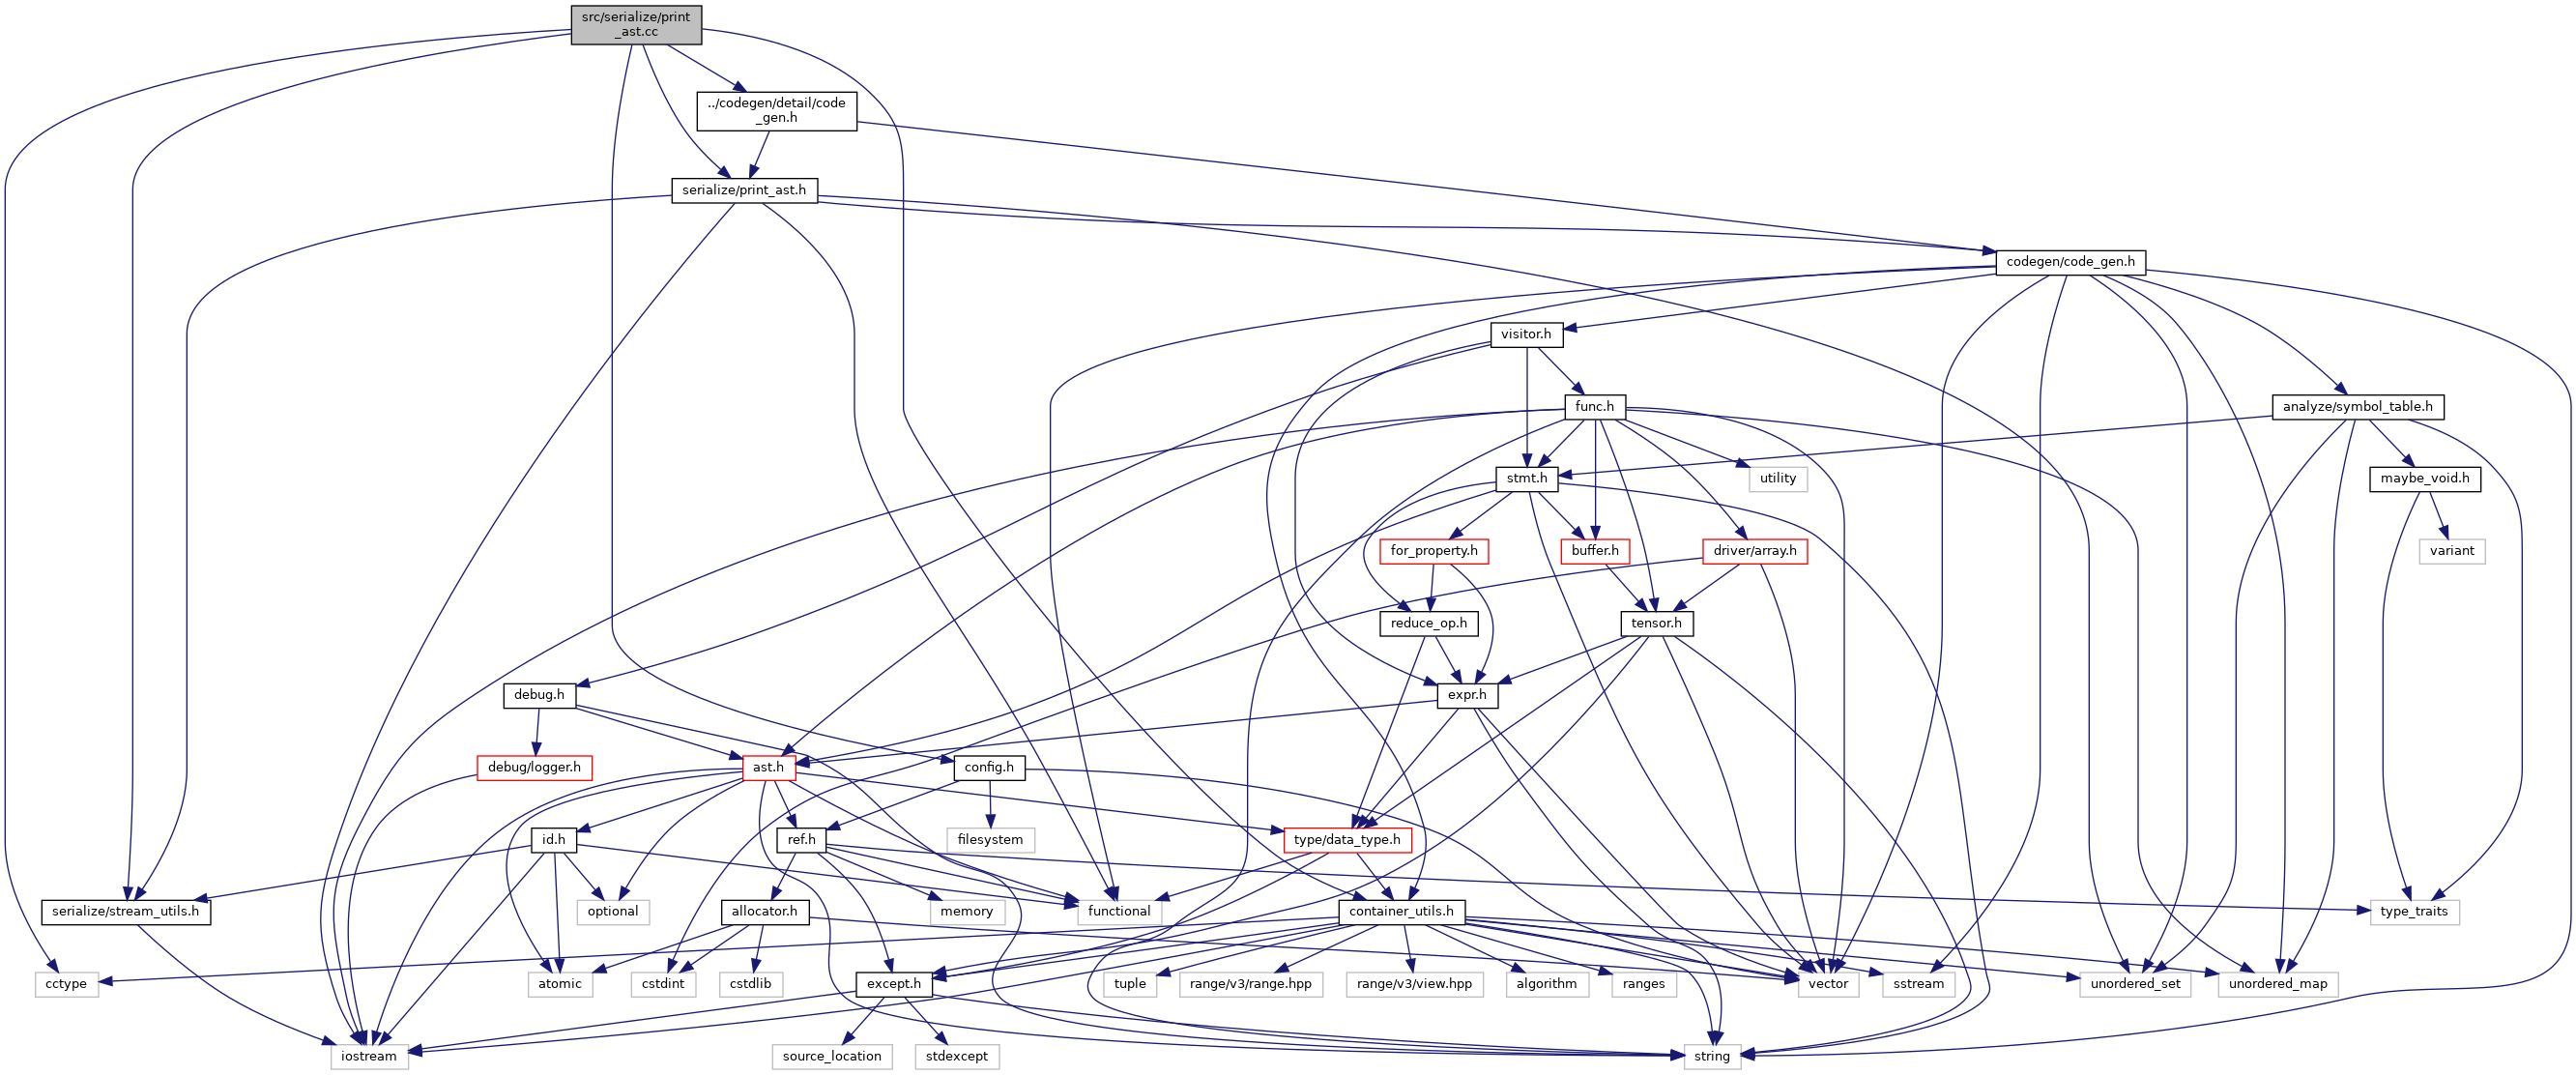 src/serialize/print
_ast.cc
../codegen/detail/code
_gen.h
serialize/print_ast.h
codegen/code_gen.h
visitor.h
func.h
analyze/symbol_table.h
stmt.h
utility
maybe_void.h
for_property.h
buffer.h
driver/array.h
variant
reduce_op.h
tensor.h
debug.h
expr.h
debug/logger.h
ast.h
config.h
id.h
ref.h
filesystem
type/data_type.h
serialize/stream_utils.h
optional
allocator.h
memory
functional
container_utils.h
type_traits
cctype
atomic
cstdint
cstdlib
except.h
tuple
range/v3/range.hpp
range/v3/view.hpp
algorithm
ranges
vector
sstream
unordered_set
unordered_map
iostream
source_location
stdexcept
string